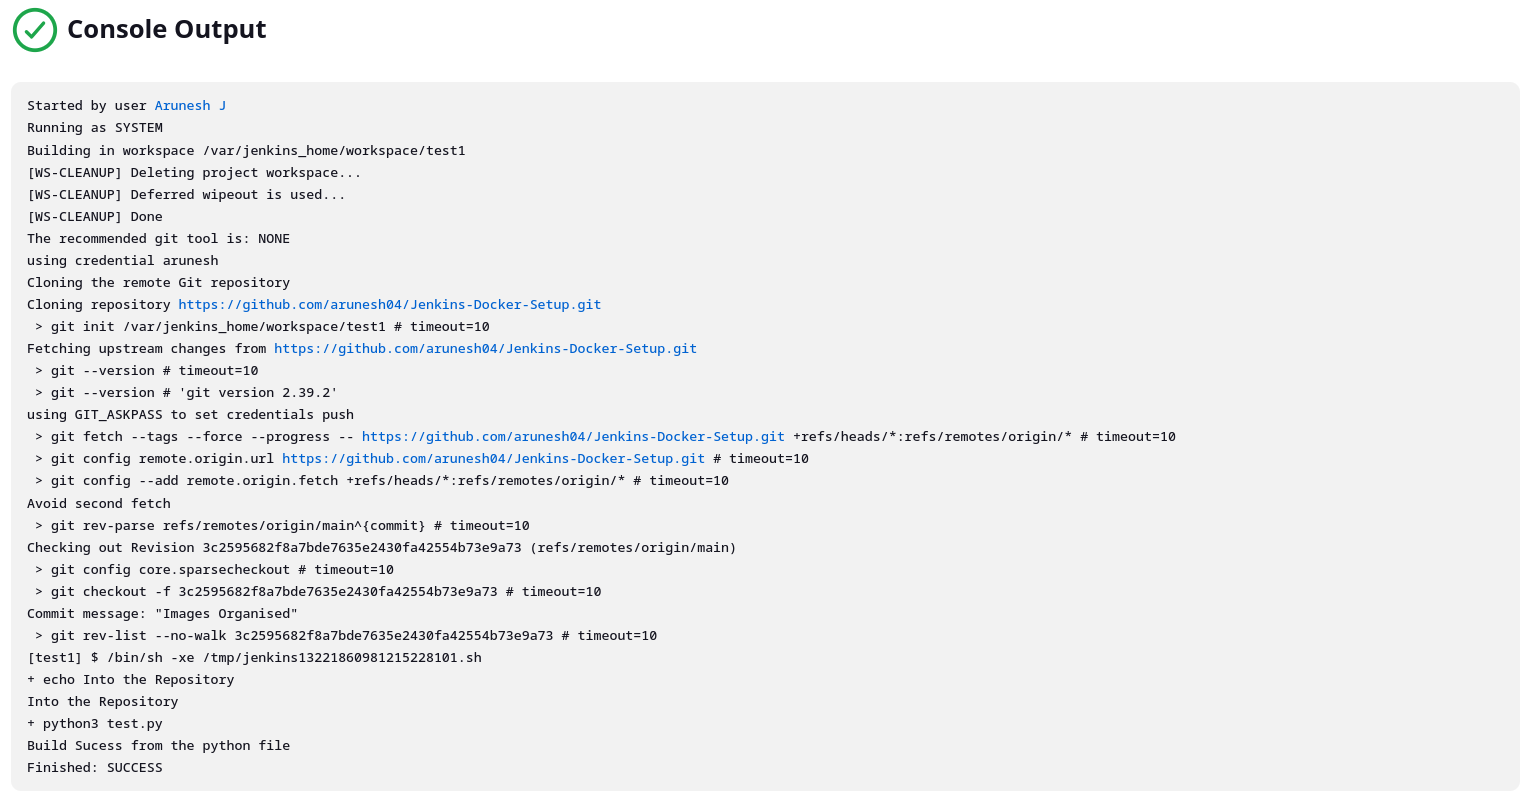 Console Output
Started by user Arunesh J
Running as SYSTEM
Building in workspace /var/jenkins_home/workspace/test1
[WS-CLEANUP] Deleting project workspace...
[WS-CLEANUP] Deferred wipeout is used...
[WS-CLEANUP] Done
The recommended git tool is: NONE
using credential arunesh
Cloning the remote Git repository
Cloning repository https://github.com/arunesh04/Jenkins-Docker-Setup.git
 > git init /var/jenkins_home/workspace/test1 # timeout=10
Fetching upstream changes from https://github.com/arunesh04/Jenkins-Docker-Setup.git
 > git --version # timeout=10
 > git --version # 'git version 2.39.2'
using GIT_ASKPASS to set credentials push
 > git fetch --tags --force --progress -- https://github.com/arunesh04/Jenkins-Docker-Setup.git +refs/heads/*:refs/remotes/origin/* # timeout=10
 > git config remote.origin.url https://github.com/arunesh04/Jenkins-Docker-Setup.git # timeout=10
 > git config --add remote.origin.fetch +refs/heads/*:refs/remotes/origin/* # timeout=10
Avoid second fetch
 > git rev-parse refs/remotes/origin/main^{commit} # timeout=10
Checking out Revision 3c2595682f8a7bde7635e2430fa42554b73e9a73 (refs/remotes/origin/main)
 > git config core.sparsecheckout # timeout=10
 > git checkout -f 3c2595682f8a7bde7635e2430fa42554b73e9a73 # timeout=10
Commit message: "Images Organised"
 > git rev-list --no-walk 3c2595682f8a7bde7635e2430fa42554b73e9a73 # timeout=10
[test1] $ /bin/sh -xe /tmp/jenkins13221860981215228101.sh
+ echo Into the Repository
Into the Repository
+ python3 test.py
Build Sucess from the python file
Finished: SUCCESS